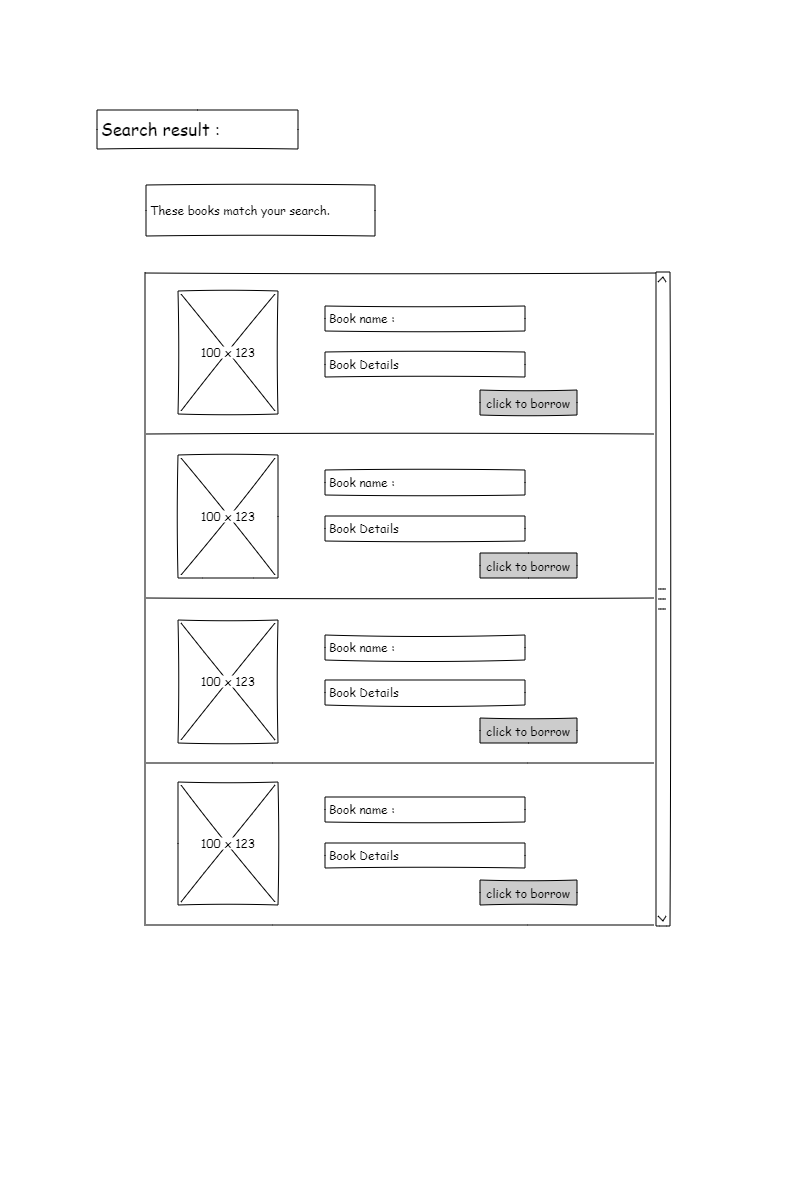 Search result :
These books match your search.
100 x 123
Book name :
Book Details
click to borrow
100 x 123
Book name :
Book Details
click to borrow
100 x 123
Book name :
Book Details
click to borrow
100 x 123
Book name :
Book Details
click to borrow